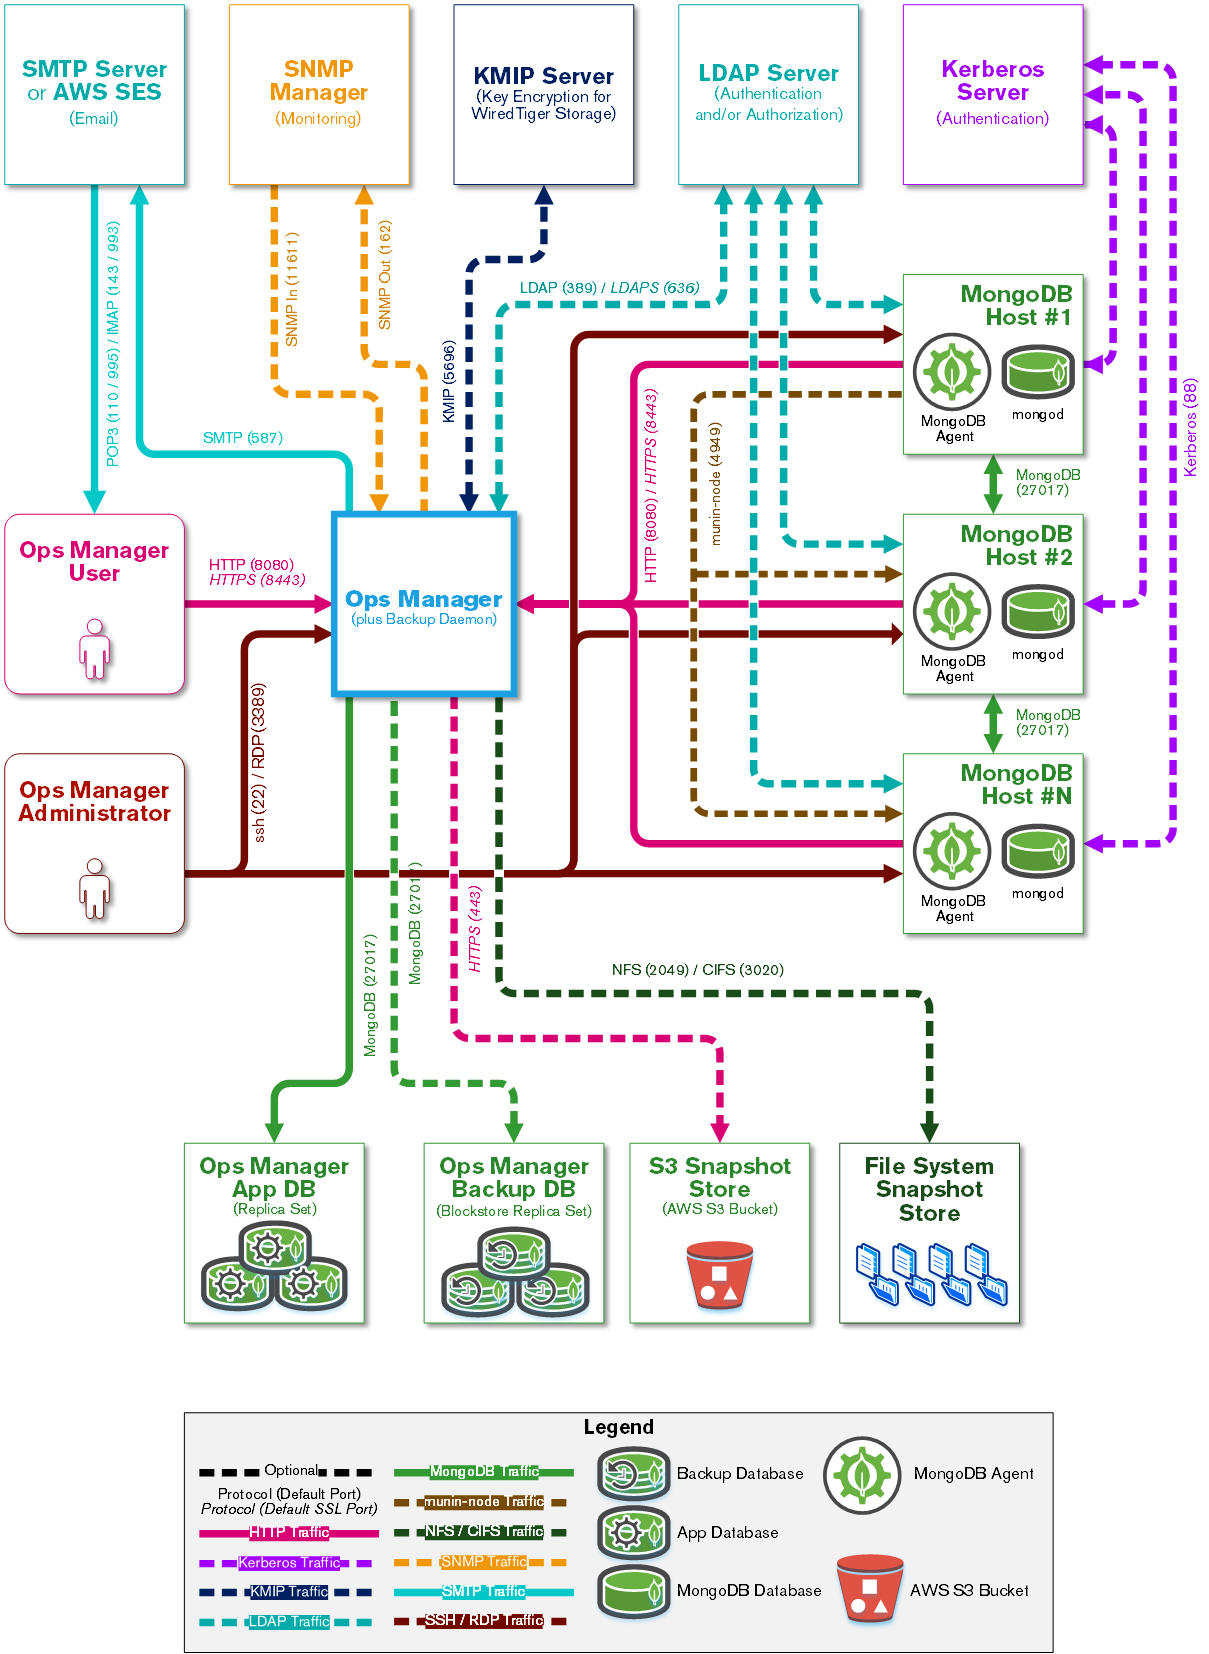 SMTP Server
or AWS SES
(Email)
SNMP
Manager
(Monitoring)
KMIP Server
(Key Encryption for
WiredTiger Storage)
LDAP Server
(Authentication
and/or Authorization)
Kerberos
Server
(Authentication)
POP3 (110 / 995) / IMAP (143 / 993)
SMTP (587)
SNMP In (11611)
SNMP Out (162)
KMIP (5696)
LDAP (389) / LDAPS (636)
HTTP (8080) / HTTPS (8443)
munin-node (4949)
Kerberos (88)
MongoDB
Host #1
MongoDB
Agent
mongod
MongoDB
(27017)
MongoDB
Host #2
MongoDB
Agent
mongod
MongoDB
(27017)
MongoDB
Host #N
MongoDB
Agent
mongod
Ops Manager
User
HTTP (8080)
HTTPS (8443)
Ops Manager
(plus Backup Daemon)
Ops Manager
Administrator
ssh (22) / RDP (3389)
MongoDB (27017)
MongoDB (27017)
HTTPS (443)
NFS (2049) / CIFS (3020)
Ops Manager
App DB
(Replica Set)
Ops Manager
Backup DB
(Blockstore Replica Set)
S3 Snapshot
Store
(AWS S3 Bucket)
File System
Snapshot
Store
Legend
Optional
Protocol (Default Port)
Protocol (Default SSL Port)
HTTP Traffic
Kerberos Traffic
KMIP Traffic
LDAP Traffic
MongoDB Traffic
munin-node Traffic
NFS / CIFS Traffic
SNMP Traffic
SMTP Traffic
SSH / RDP Traffic
Backup Database
App Database
MongoDB Database
MongoDB Agent
AWS S3 Bucket